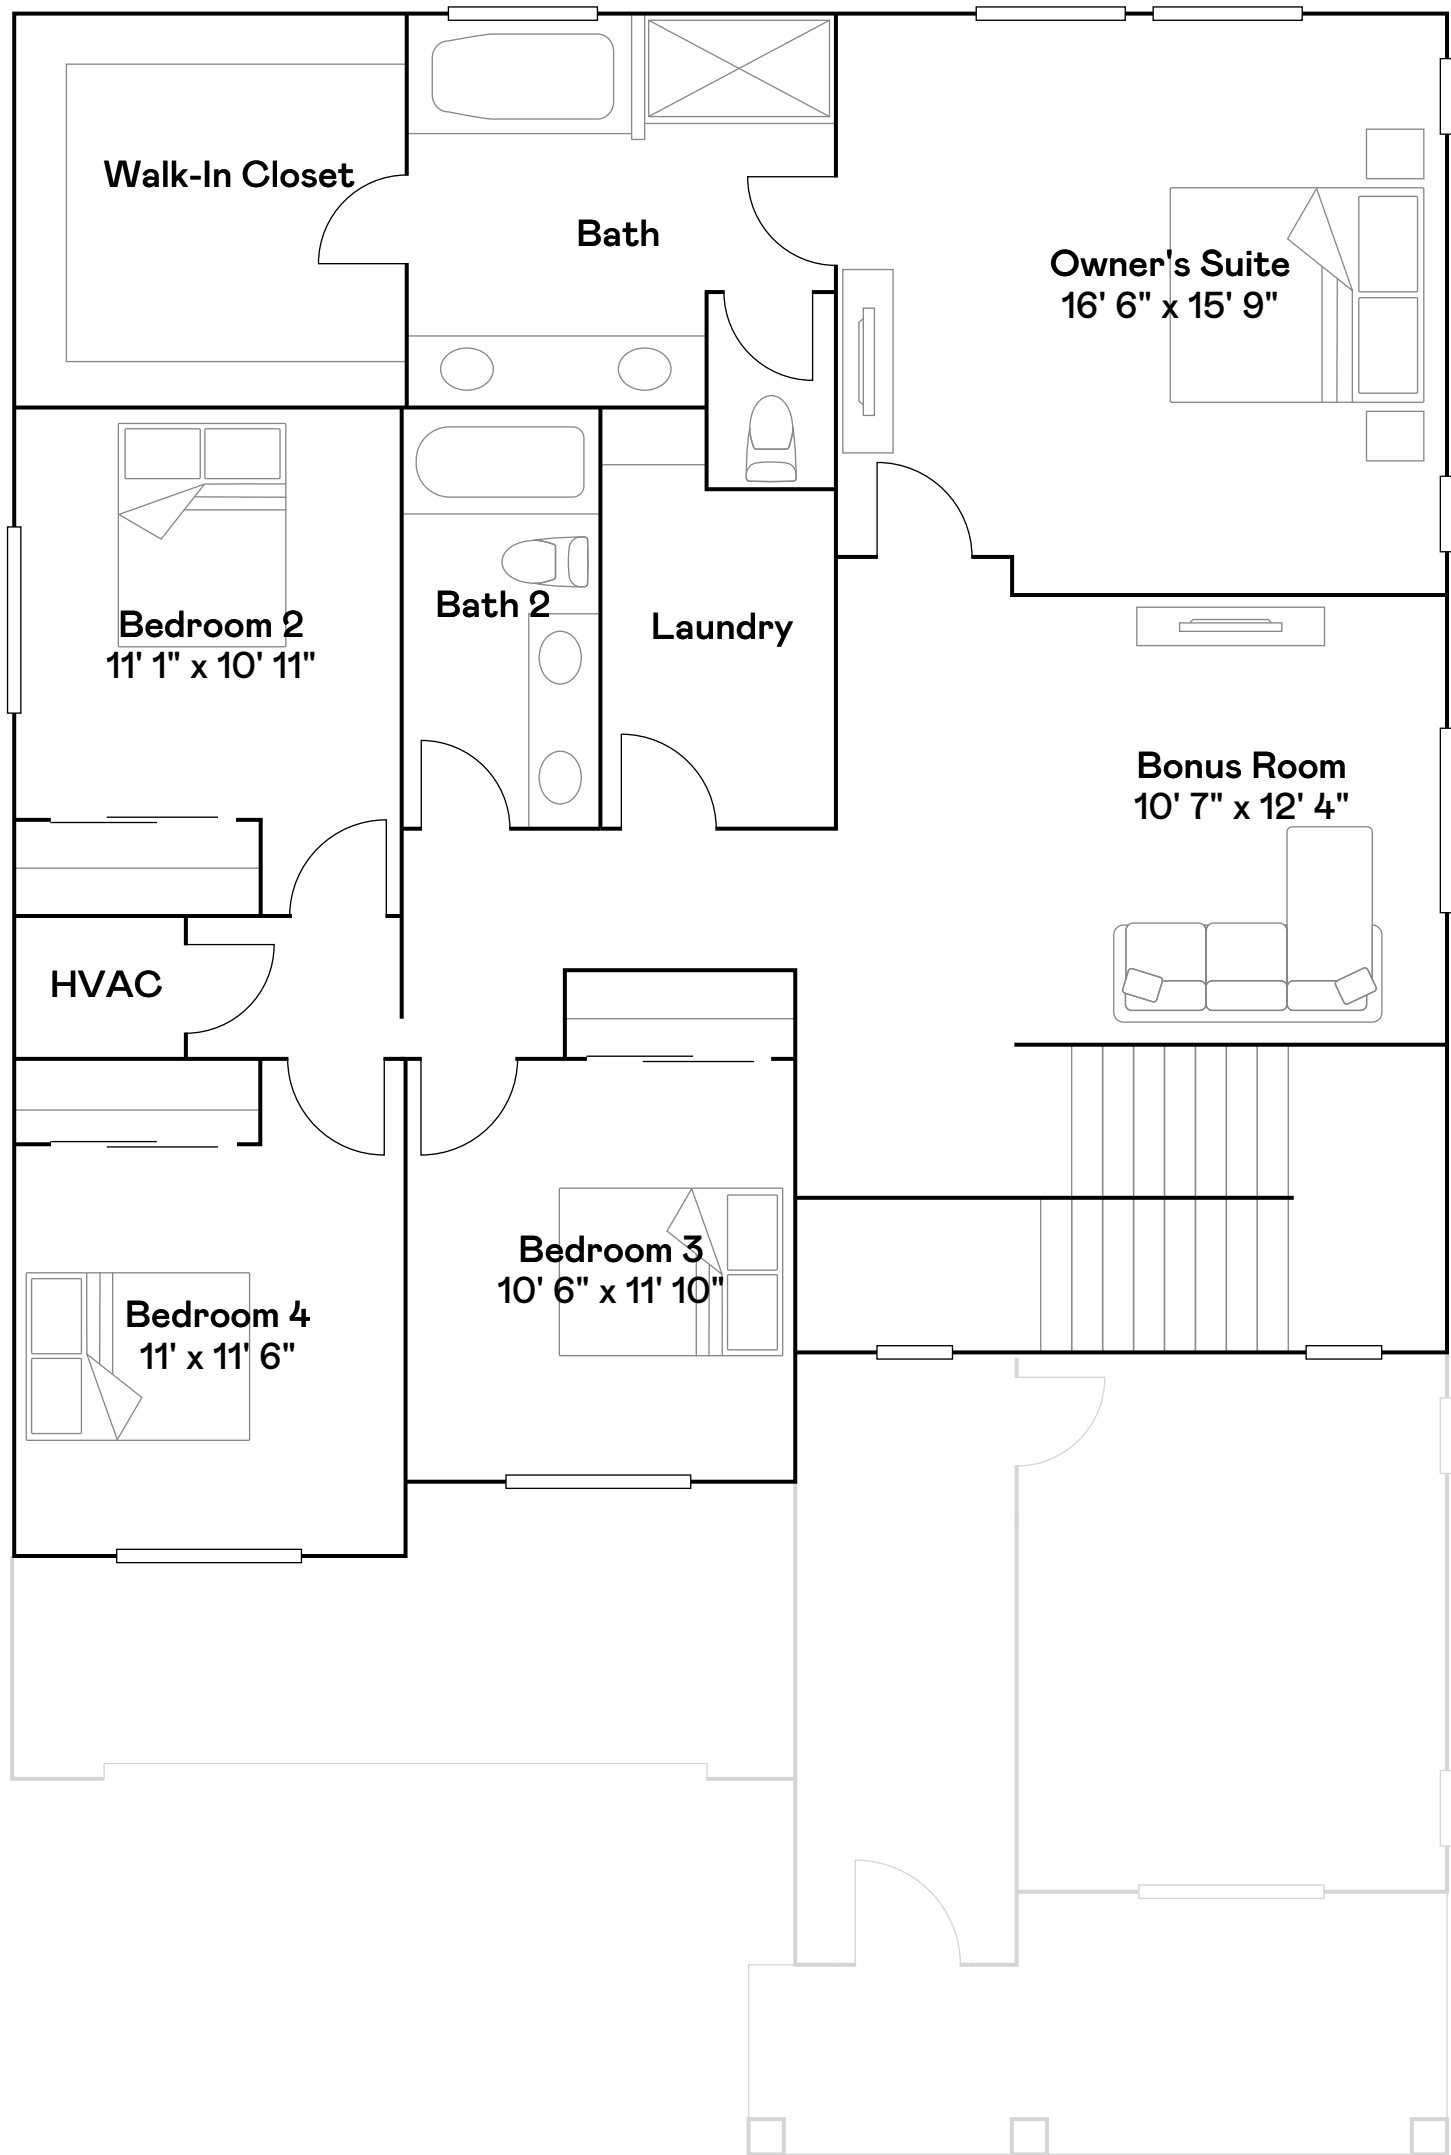 Walk-In Closet
Bath
Owner's Suite
16' 6" x 15' 9"
Bedroom 2
11' 1" x 10' 11"
Bath 2
Laundry
Bonus Room
10' 7" x 12' 4"
HVAC
Bedroom 3
10' 6" x 11' 10"
Bedroom 4
11' x 11' 6"